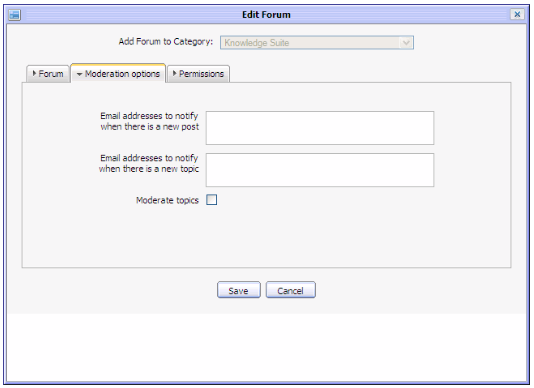 Edit Forum
Add Forum to Category: Knowledge Suite
Forum Moderation options Permissions
Email addresses to notify
when there is a new post
Email addresses to notify
when there is a new topic
Moderate topics
Save Cancel